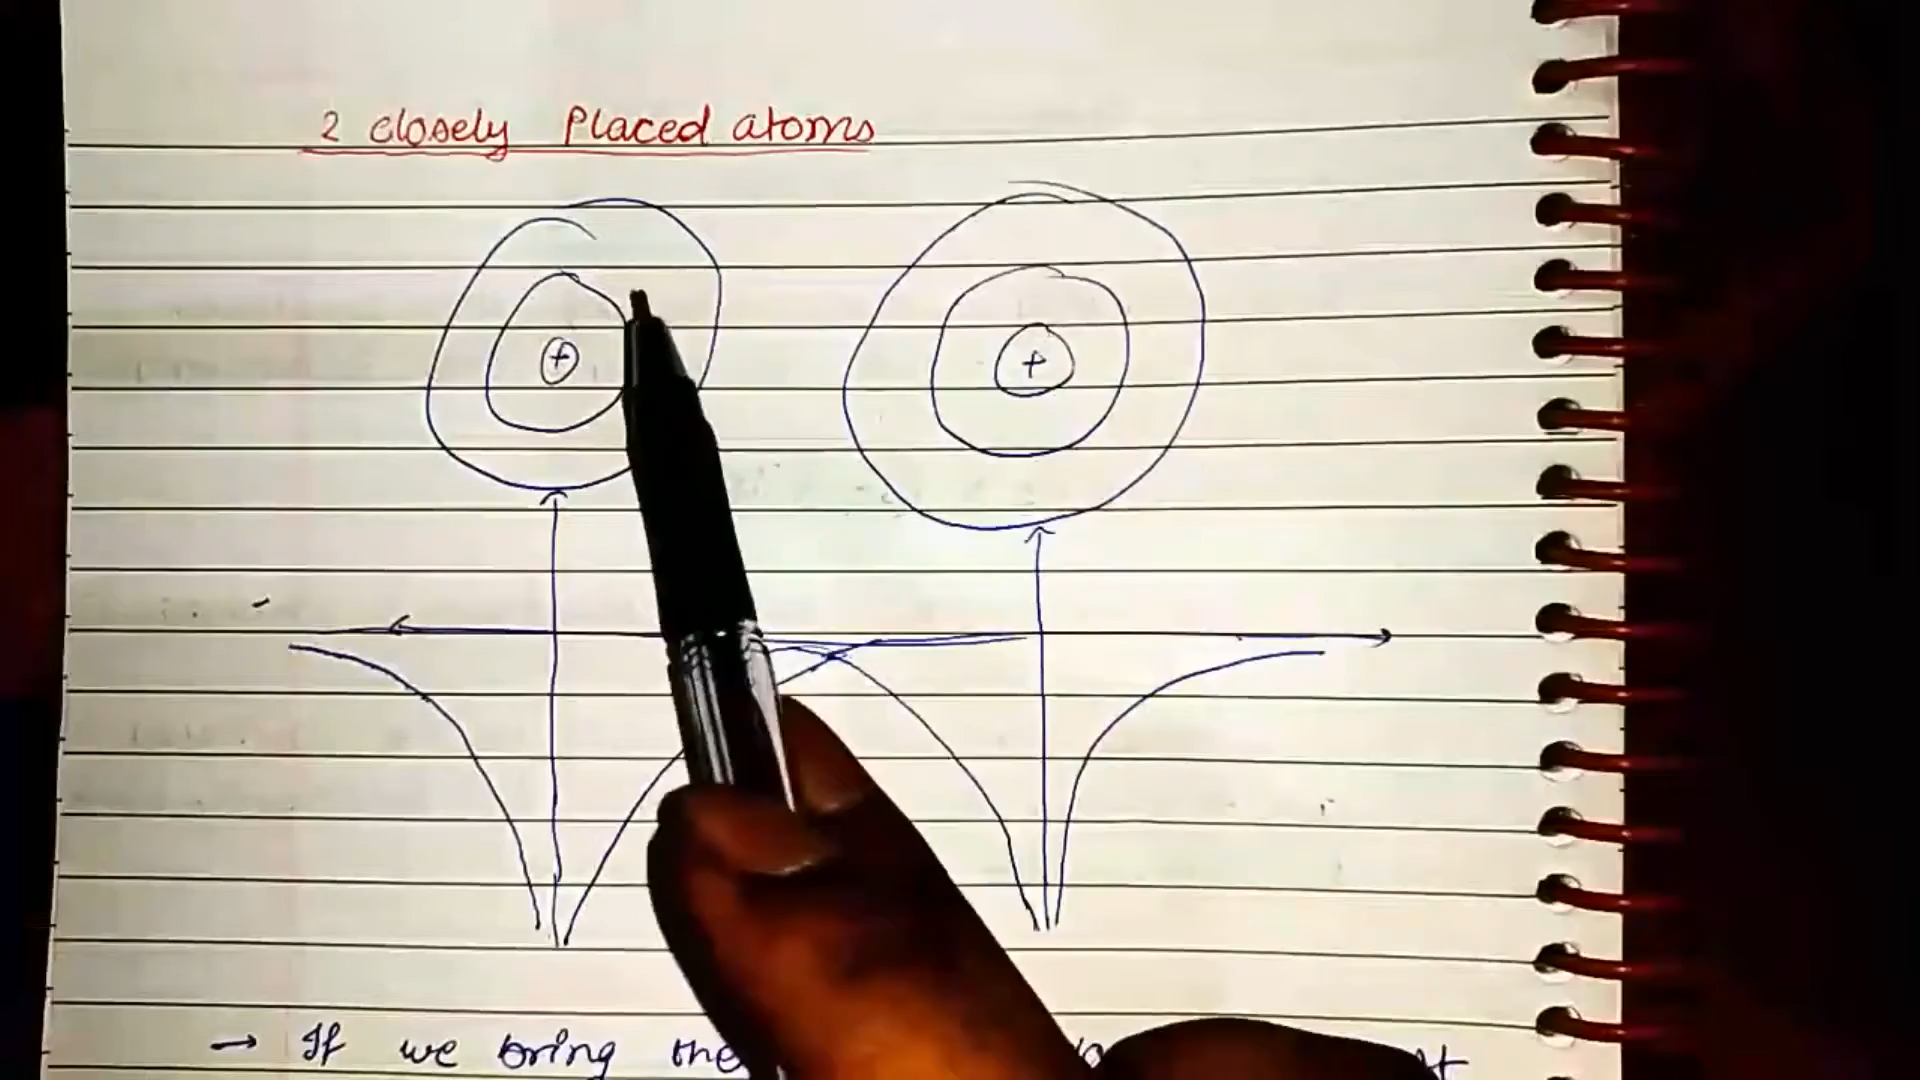 2 closely Placed atoms
+ +
→ If we bring the